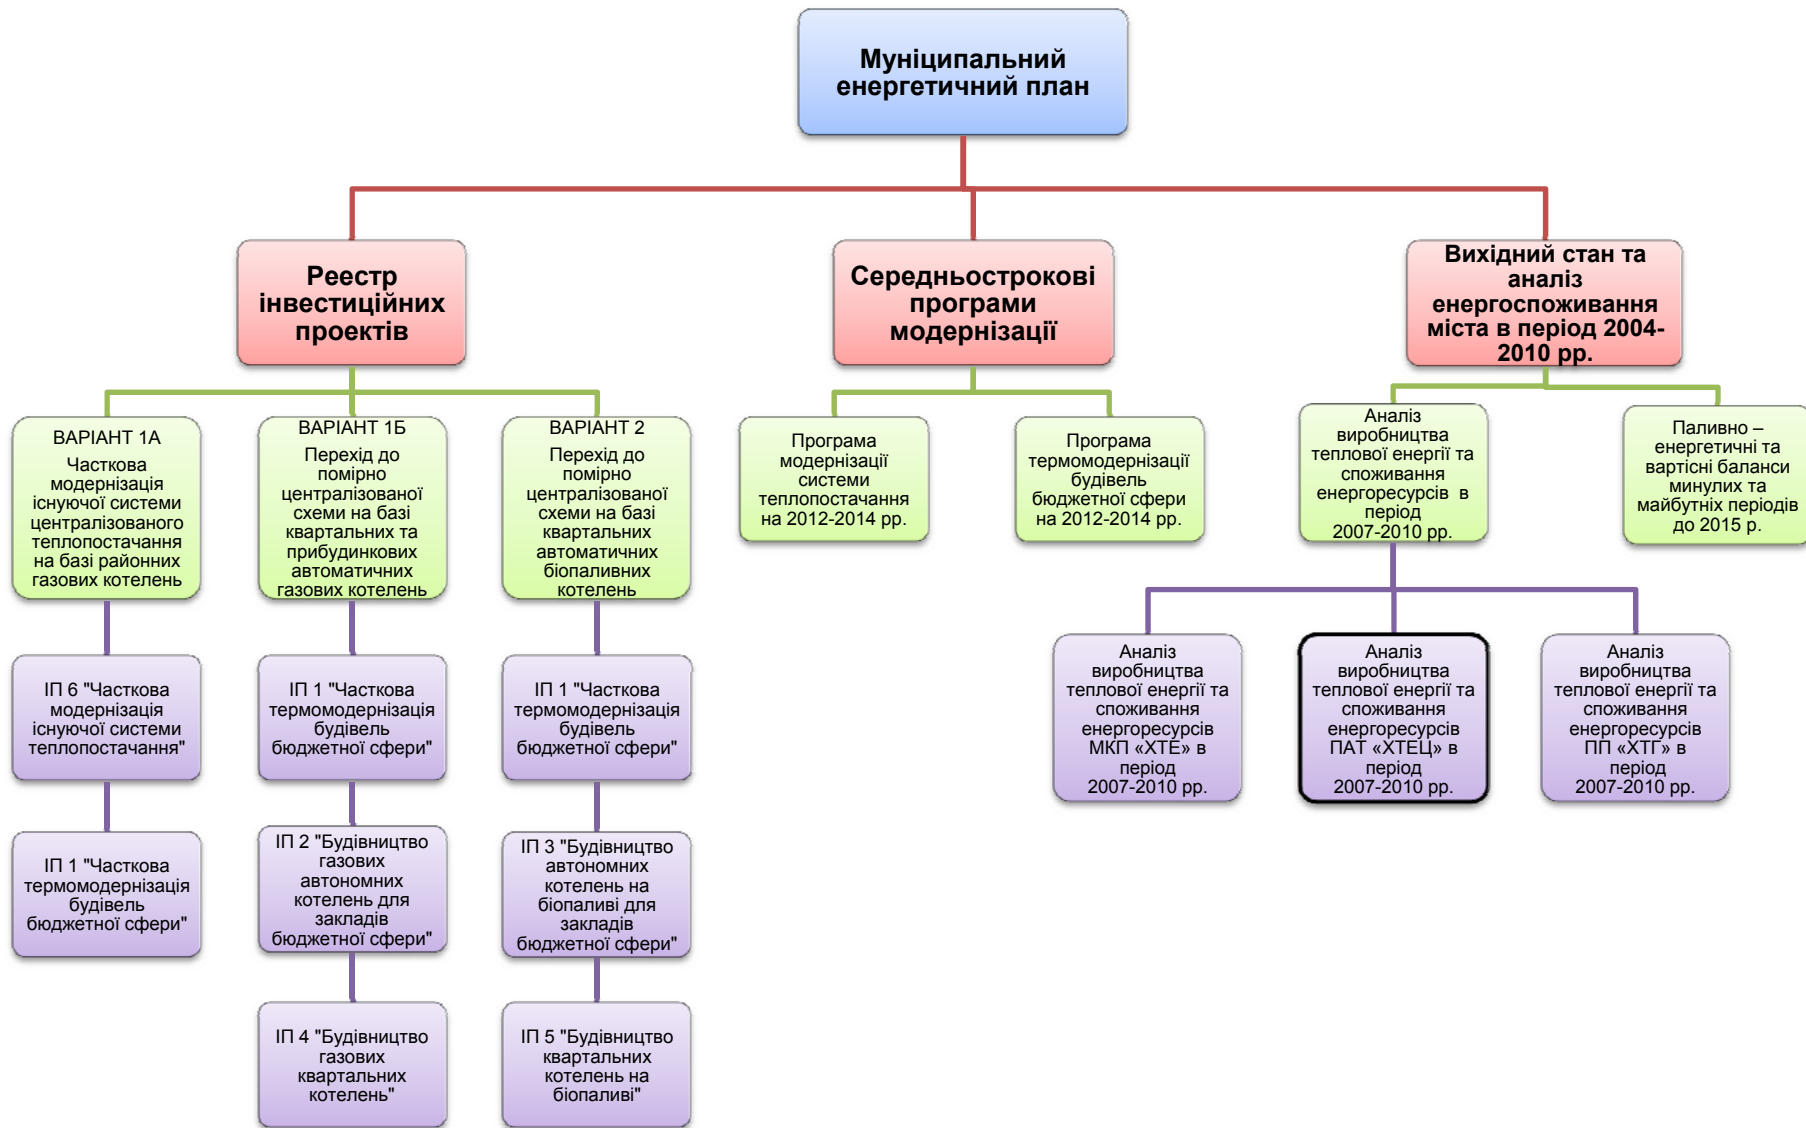 Муніципальний
енергетичний план
Реестр
інвестиційних
проектів
Середньострокові
програми
модернізації
Вихідний стан та
аналіз
енергоспоживання
міста в період 2004-
2010 рр.
ВАРІАНТ 1А
Часткова
модернізація
існуючої системи
централізованого
теплопостачання
на базі районних
газових котелень
ВАРІАНТ 1Б
Перехід до
помірно
централізованої
схеми на базі
квартальних та
прибудинкових
автоматичних
газових котелень
ВАРІАНТ 2
Перехід до
помірно
централізованої
схеми на базі
квартальних
автоматичних
біопаливних
котелень
Програма
модернізації
системи
теплопостачання
на 2012-2014 рр.
Програма
термомодернізації
будівель
бюджетної сфери
на 2012-2014 рр.
Аналіз
виробництва
теплової енергії та
споживання
енергоресурсів в
період
2007-2010 рр.
Паливно –
енергетичні та
вартісні баланси
минулих та
майбутніх періодів
до 2015 р.
ІП 6 "Часткова
модернізація
існуючої системи
теплопостачання"
ІП 1 "Часткова
термомодернізація
будівель
бюджетної сфери"
ІП 1 "Часткова
термомодернізація
будівель
бюджетної сфери"
Аналіз
виробництва
теплової енергії та
споживання
енергоресурсів
МКП «ХТЕ» в
період
2007-2010 рр.
Аналіз
виробництва
теплової енергії та
споживання
енергоресурсів
ПАТ «ХТЕЦ» в
період
2007-2010 рр.
Аналіз
виробництва
теплової енергії та
споживання
енергоресурсів
ПП «ХТГ» в
період
2007-2010 рр.
ІП 1 "Часткова
термомодернізація
будівель
бюджетної сфери"
ІП 2 "Будівництво
газових
автономних
котелень для
закладів
бюджетної сфери"
ІП 3 "Будівництво
автономних
котелень на
біопаливі для
закладів
бюджетної сфери"
ІП 4 "Будівництво
газових
квартальних
котелень"
ІП 5 "Будівництво
квартальних
котелень на
біопаливі"